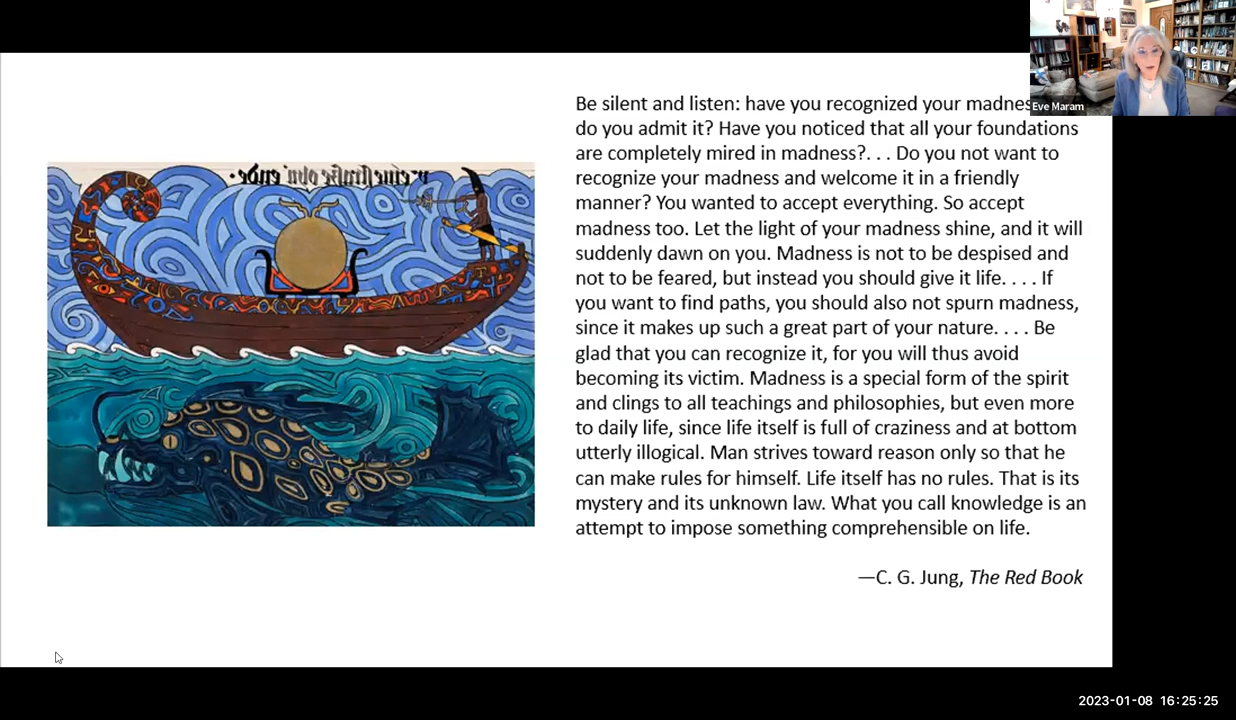 Be silent and listen: have you recognized your madnes
do you admit it? Have you noticed that all your foundations
are completely mired in madness?. . . Do you not want to
recognize your madness and welcome it in a friendly
manner? You wanted to accept everything. So accept
madness too. Let the light of your madness shine, and it will
suddenly dawn on you. Madness is not to be despised and
not to be feared, but instead you should give it life. . . . If
you want to find paths, you should also not spurn madness,
since it makes up such a great part of your nature. . . . Be
glad that you can recognize it, for you will thus avoid
becoming its victim. Madness is a special form of the spirit
and clings to all teachings and philosophies, but even more
to daily life, since life itself is full of craziness and at bottom
utterly illogical. Man strives toward reason only so that he
can make rules for himself. Life itself has no rules. That is its
mystery and its unknown law. What you call knowledge is an
attempt to impose something comprehensible on life.
—C. G. Jung, The Red Book
Eve Maram
2023-01-08 16:25:25